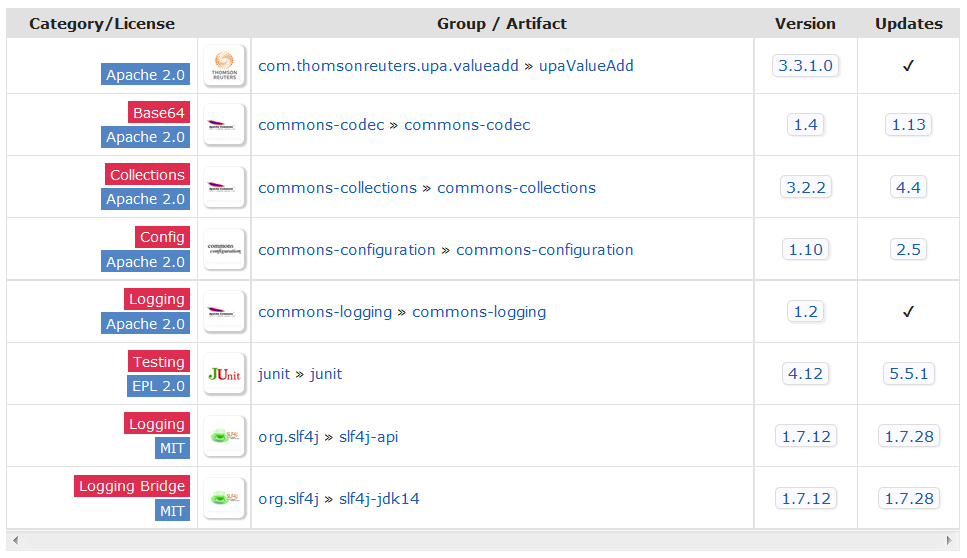 Category/License Group / Artifact Version Updates
Apache 2.0 THOMSON REUTERS com.thomsonreuters.upa.valueadd » upaValueAdd 3.3.1.0 ✓
Base64
Apache 2.0 commons-codec » commons-codec 1.4 1.13
Collections
Apache 2.0 commons-collections » commons-collections 3.2.2 4.4
Config
Apache 2.0 commons configuration commons-configuration » commons-configuration 1.10 2.5
Logging
Apache 2.0 commons-logging » commons-logging 1.2 ✓
Testing
EPL 2.0 JUnit junit » junit 4.12 5.5.1
Logging
MIT SLF4J org.slf4j » slf4j-api 1.7.12 1.7.28
Logging Bridge
MIT SLF4J org.slf4j » slf4j-jdk14 1.7.12 1.7.28